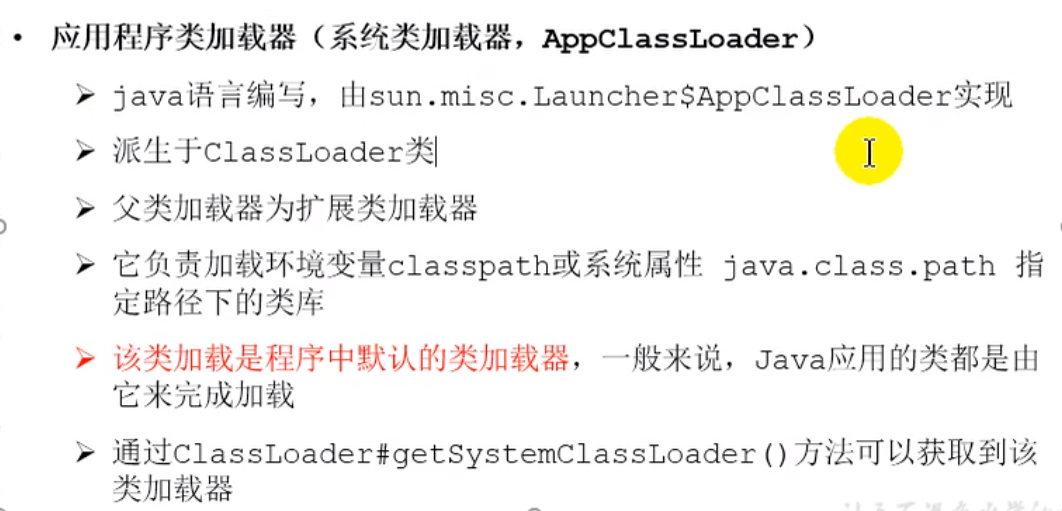 • 应用程序类加载器（系统类加载器，AppClassLoader）
➢ java语言编写，由sun.misc.Launcher$AppClassLoader实现
➢ 派生于ClassLoader类
➢ 父类加载器为扩展类加载器
➢ 它负责加载环境变量classpath或系统属性 java.class.path 指
定路径下的类库
➢ 该类加载是程序中默认的类加载器，一般来说，Java应用的类都是由
它来完成加载
➢ 通过ClassLoader#getSystemClassLoader()方法可以获取到该
类加载器